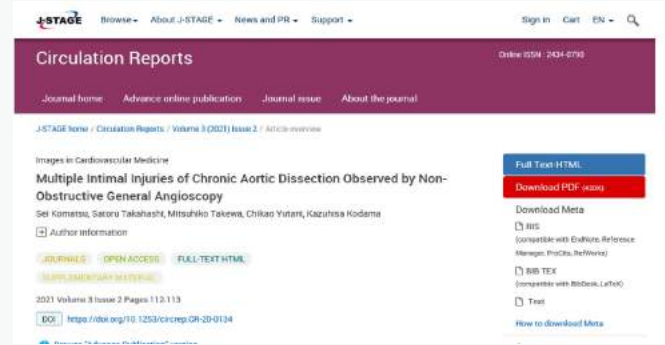 J-STAGE Browse About J-STAGE News and PR Support Sign in Cart EN
Circulation Reports
Online ISSN : 2434-0790
Journal home Advance online publication Journal issue About the journal
J-STAGE home / Circulation Reports / Volume 3 (2021) Issue 2 / Article overview
Images in Cardiovascular Medicine
Multiple Intimal Injuries of Chronic Aortic Dissection Observed by Non-
Obstructive General Angioscopy
Sei Komatsu, Satoru Takahashi, Mitsuhiko Takewa, Chikao Yutani, Kazuhisa Kodama
Author information
JOURNALS OPEN ACCESS FULL-TEXT HTML
SUPPLEMENTARY MATERIAL
2021 Volume 3 Issue 2 Pages 112-113
DOI https://doi.org/10.1253/circrep.CR-20-0134
Browse "Advance Publication" version
Full Text HTML
Download PDF
Download Meta
RIS
(compatible with EndNote, Reference
Manager, ProCite, RefWorks)
BIB TEX
(compatible with BibDesk, LaTeX)
Text
How to download Meta